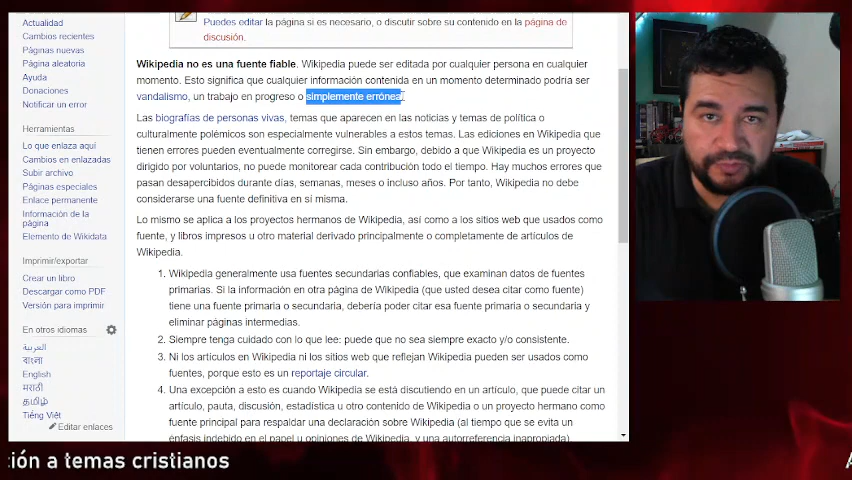 Puedes editar la página si es necesario, o discutir sobre su contenido en la página de
discusión.
Actualidad
Cambios recientes
Páginas nuevas
Página aleatoria
Ayuda
Donaciones
Notificar un error
Herramientas
Lo que enlaza aquí
Cambios en enlazadas
Subir archivo
Páginas especiales
Enlace permanente
Información de la
página
Elemento de Wikidata
Imprimir/exportar
Crear un libro
Descargar como PDF
Versión para imprimir
En otros idiomas
العربية
বাংলা
English
मराठी
தமிழ்
Tiếng Việt
Editar enlaces
Wikipedia no es una fuente fiable. Wikipedia puede ser editada por cualquier persona en cualquier
momento. Esto significa que cualquier información contenida en un momento determinado podría ser
vandalismo, un trabajo en progreso o simplemente errónea
Las biografías de personas vivas, temas que aparecen en las noticias y temas de política o
culturalmente polémicos son especialmente vulnerables a estos temas. Las ediciones en Wikipedia que
tienen errores pueden eventualmente corregirse. Sin embargo, debido a que Wikipedia es un proyecto
dirigido por voluntarios, no puede monitorear cada contribución todo el tiempo. Hay muchos errores que
pasan desapercibidos durante días, semanas, meses o incluso años. Por tanto, Wikipedia no debe
considerarse una fuente definitiva en sí misma.
Lo mismo se aplica a los proyectos hermanos de Wikipedia, así como a los sitios web que usados como
fuente, y libros impresos u otro material derivado principalmente o completamente de artículos de
Wikipedia.
1. Wikipedia generalmente usa fuentes secundarias confiables, que examinan datos de fuentes
primarias. Si la información en otra página de Wikipedia (que usted desea citar como fuente)
tiene una fuente primaria o secundaria, debería poder citar esa fuente primaria o secundaria y
eliminar páginas intermedias.
2. Siempre tenga cuidado con lo que lee: puede que no sea siempre exacto y/o consistente.
3. Ni los artículos en Wikipedia ni los sitios web que reflejan Wikipedia pueden ser usados como
fuentes, porque esto es un reportaje circular.
4. Una excepción a esto es cuando Wikipedia se está discutiendo en un artículo, que puede citar un
artículo, pauta, discusión, estadística u otro contenido de Wikipedia o un proyecto hermano como
fuente principal para respaldar una declaración sobre Wikipedia (al tiempo que se evita un
énfasis indebido en el papel u opiniones de Wikipedia, y una autorreferencia inapropiada).
ción a temas cristianos